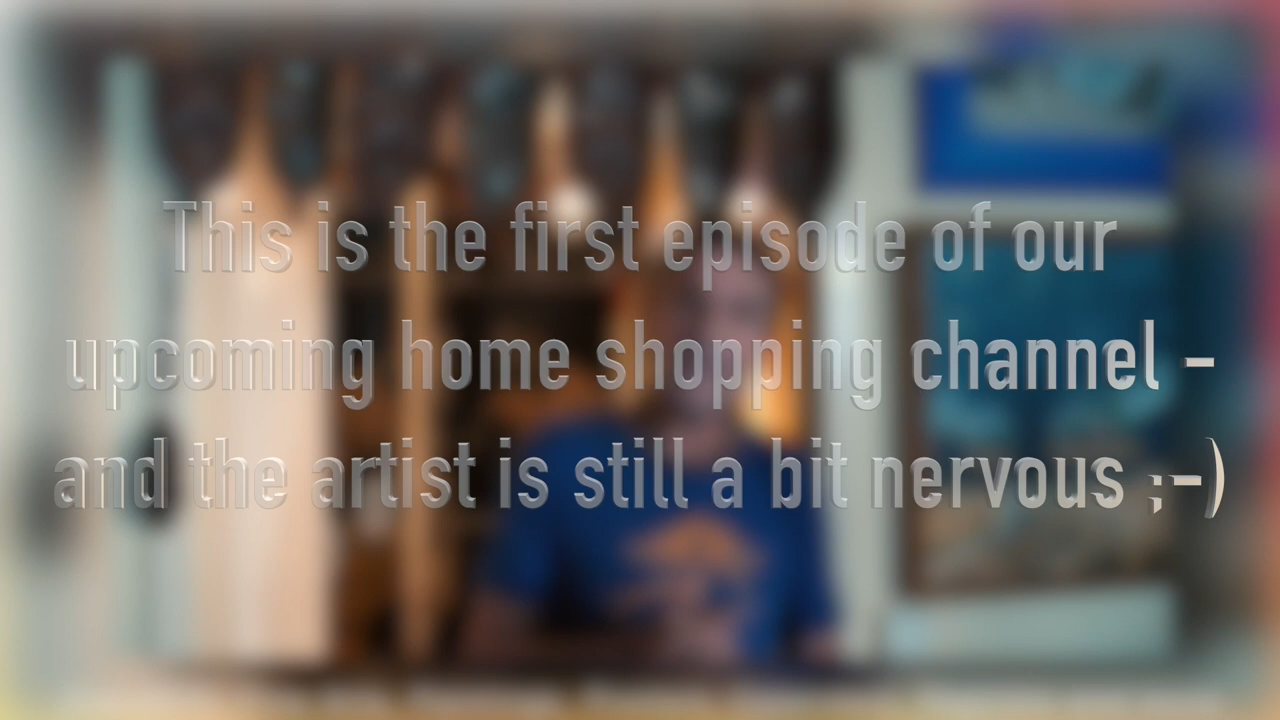 This is the first episode of our
upcoming home shopping channel -
and the artist is still a bit nervous ;-)